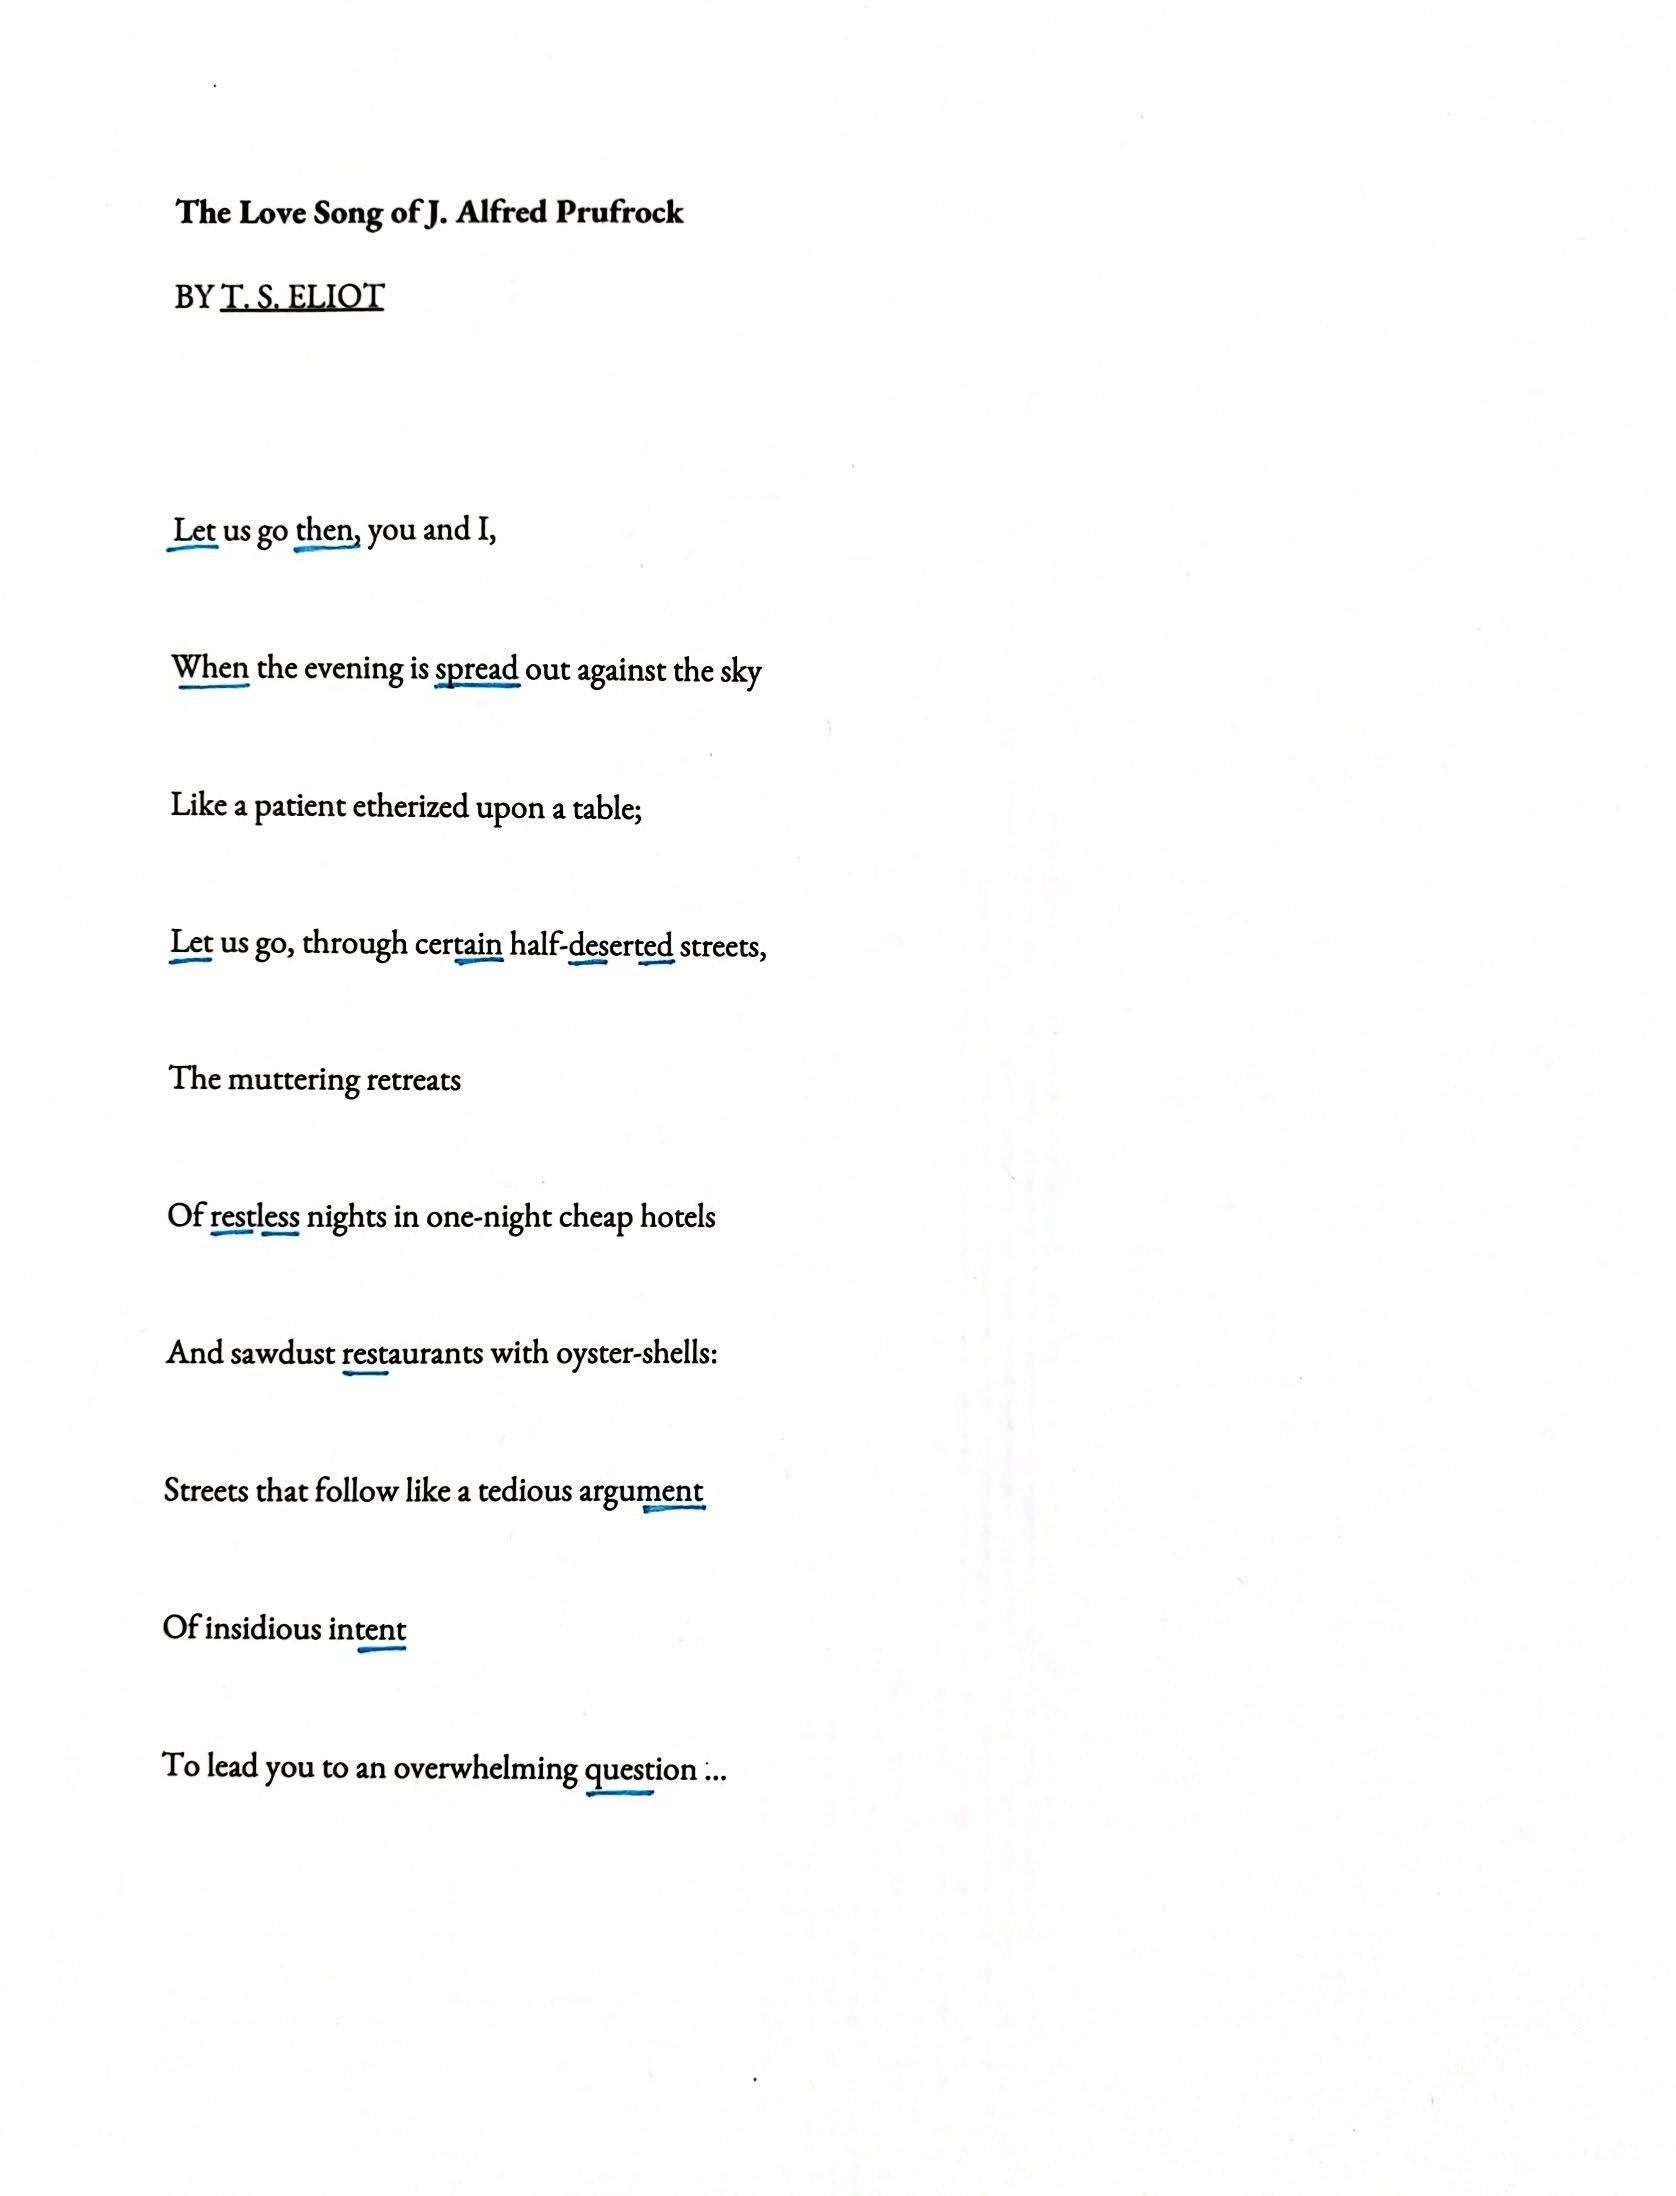 The Love Song of J. Alfred Prufrock
BY T. S. ELIOT
Let us go then, you and I,
When the evening is spread out against the sky
Like a patient etherized upon a table;
Let us go, through certain half-deserted streets,
The muttering retreats
Of restless nights in one-night cheap hotels
And sawdust restaurants with oyster-shells:
Streets that follow like a tedious argument
Of insidious intent
To lead you to an overwhelming question ...